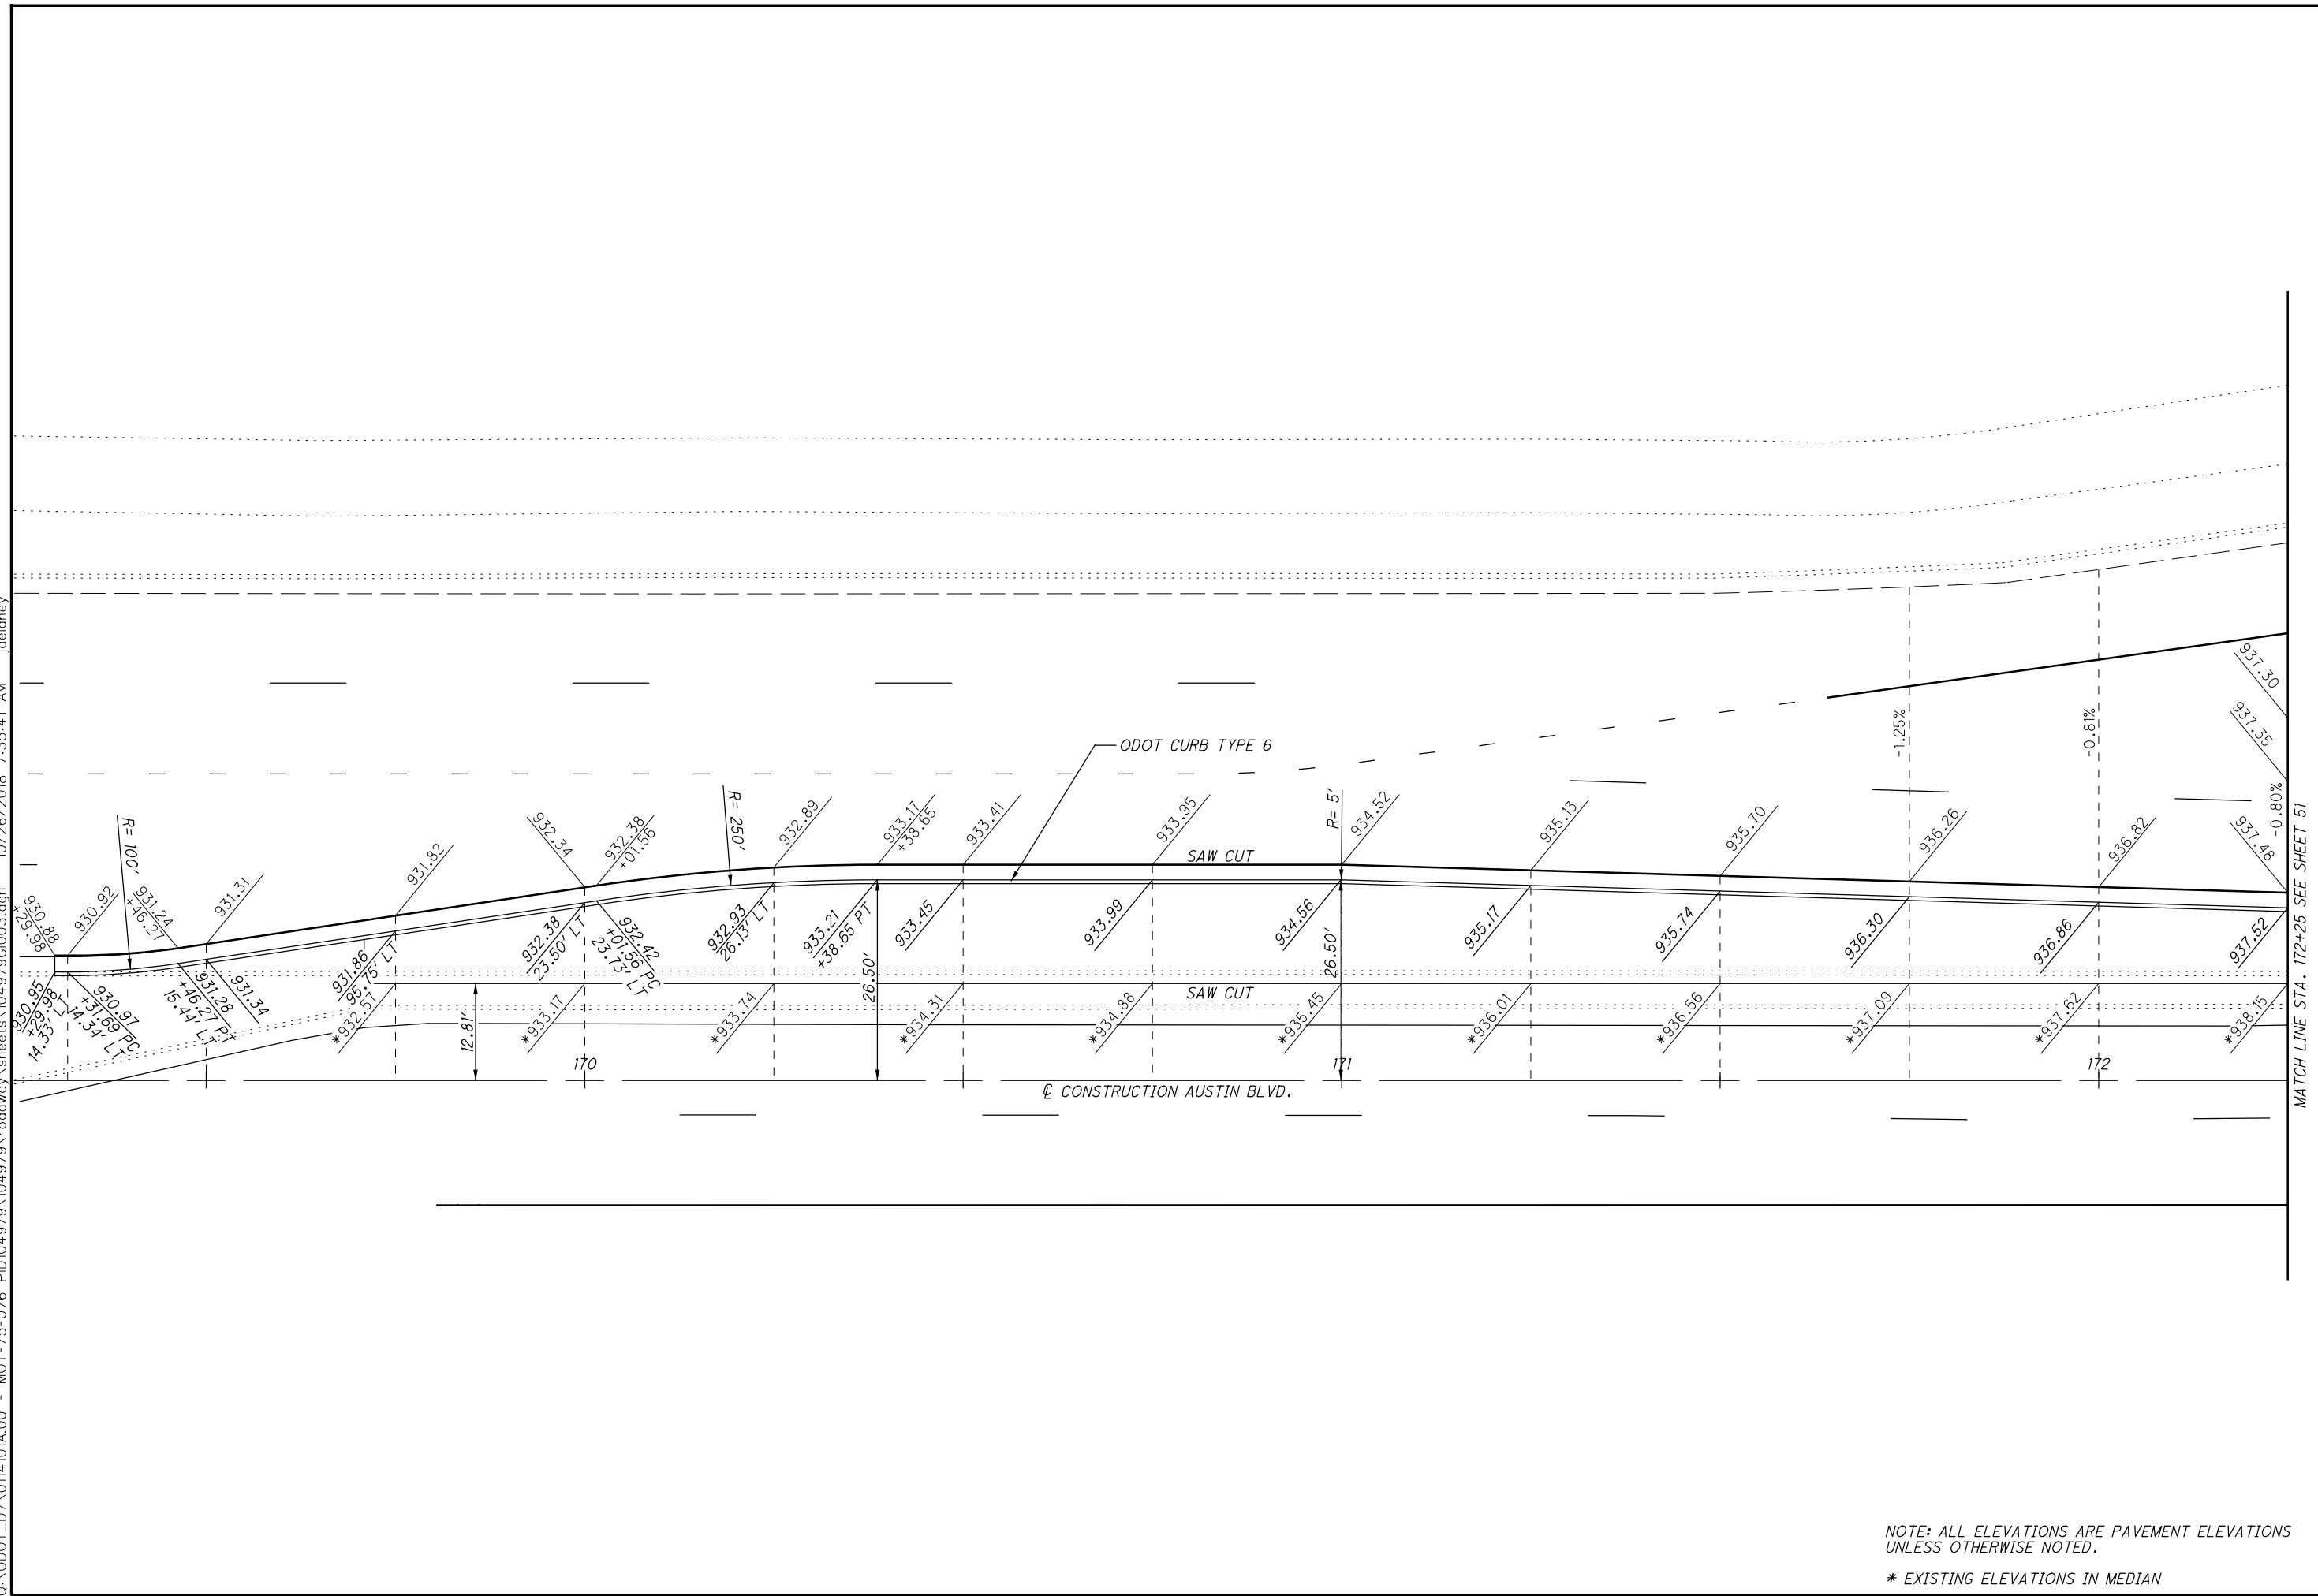 -1.25%
-0.81%
-0.80%
937.30
937.35
937.48
ODOT CURB TYPE 6
R= 100'
R= 250'
R= 5'
930.88
+29.98
930.92
931.24
+46.27
931.31
931.82
932.34
932.38
+01.56
932.89
933.17
+38.65
933.41
933.95
SAW CUT
934.52
935.13
935.70
936.26
936.82
930.95
+29.98
14.33' LT
930.97
+31.69 PC
14.34' LT
931.28
+46.27 PT
15.44' LT
931.34
931.86
95.75' LT
932.38
23.50' LT
932.42
+01.56 PC
23.73' LT
932.93
26.13' LT
933.21
+38.65 PT
933.45
933.99
934.56
935.17
935.74
936.30
936.86
937.52
26.50'
26.50'
12.81'
SAW CUT
*932.57
*933.17
*933.74
*934.31
*934.88
*935.45
*936.01
*936.56
*937.09
*937.62
*938.15
170
171
172
℄ CONSTRUCTION AUSTIN BLVD.
MATCH LINE STA. 172+25 SEE SHEET 51
NOTE: ALL ELEVATIONS ARE PAVEMENT ELEVATIONS
UNLESS OTHERWISE NOTED.
* EXISTING ELEVATIONS IN MEDIAN